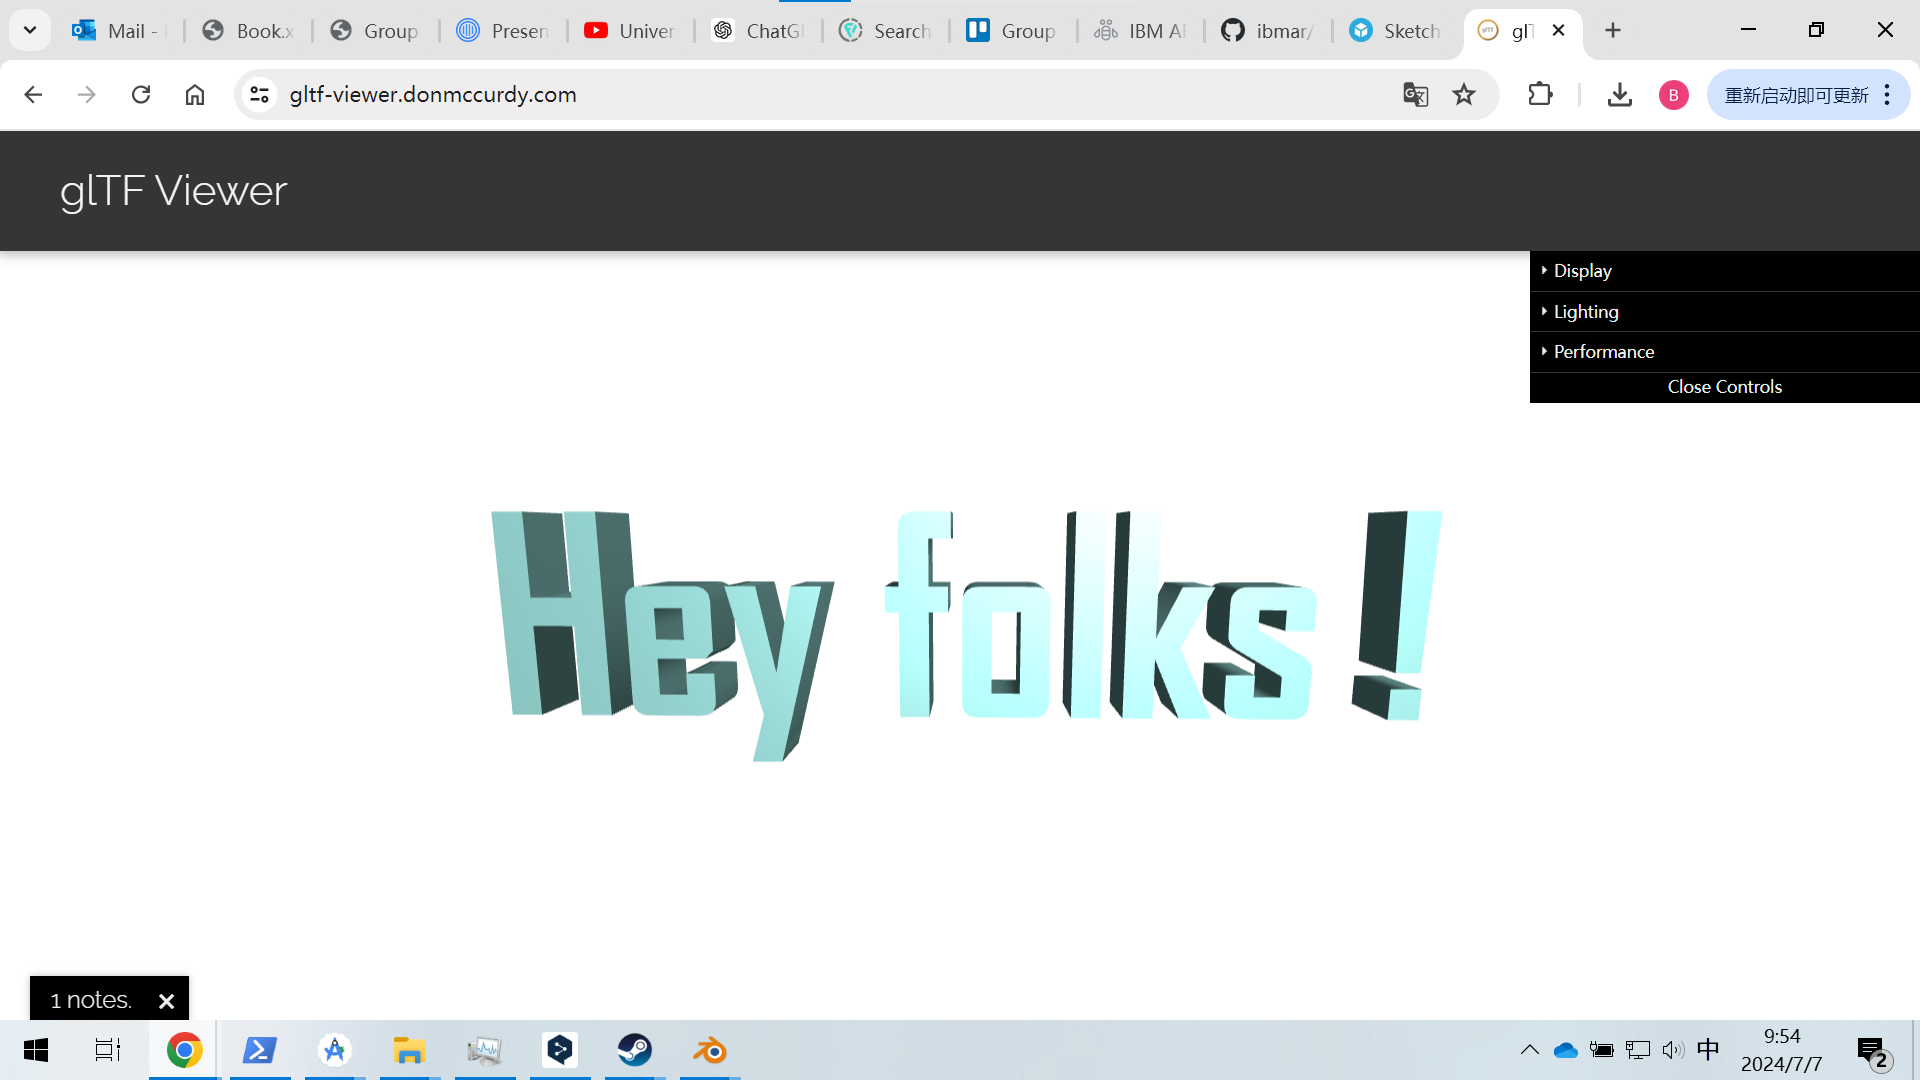 Mail -
Book.x
Group
Presen
Univer
ChatG
Search
Group
IBM AF
ibmar/
Sketch
glT
gltf-viewer.donmccurdy.com
B
重新启动即可更新
glTF Viewer
Display
Lighting
Performance
Close Controls
Hey folks!
1 notes.
中
9:54
2024/7/7
2